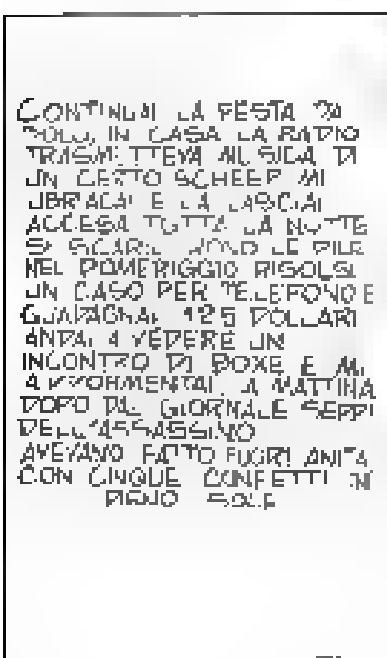 CONTINUAI LA FESTA DA
SOLO, IN CASA LA RADIO
TRASMETTEVA MUSICA DI
UN CERTO SCHEEP MI
UBRIACAI E LA LASCIAI
ACCESA TUTTA LA NOTTE
SI SCARICARONO LE PILE
NEL POMERIGGIO RISOLSI
UN CASO PER TELEFONO E
GUADAGNAI 125 DOLLARI
ANDAI A VEDERE UN
INCONTRO DI BOXE E MI
ADDORMENTAI LA MATTINA
DOPO DAL GIORNALE SEPPI
DELL'ASSASSINO
AVEVANO FATTO FUORI ANITA
CON CINQUE CONFETTI IN
PIENO SOLE